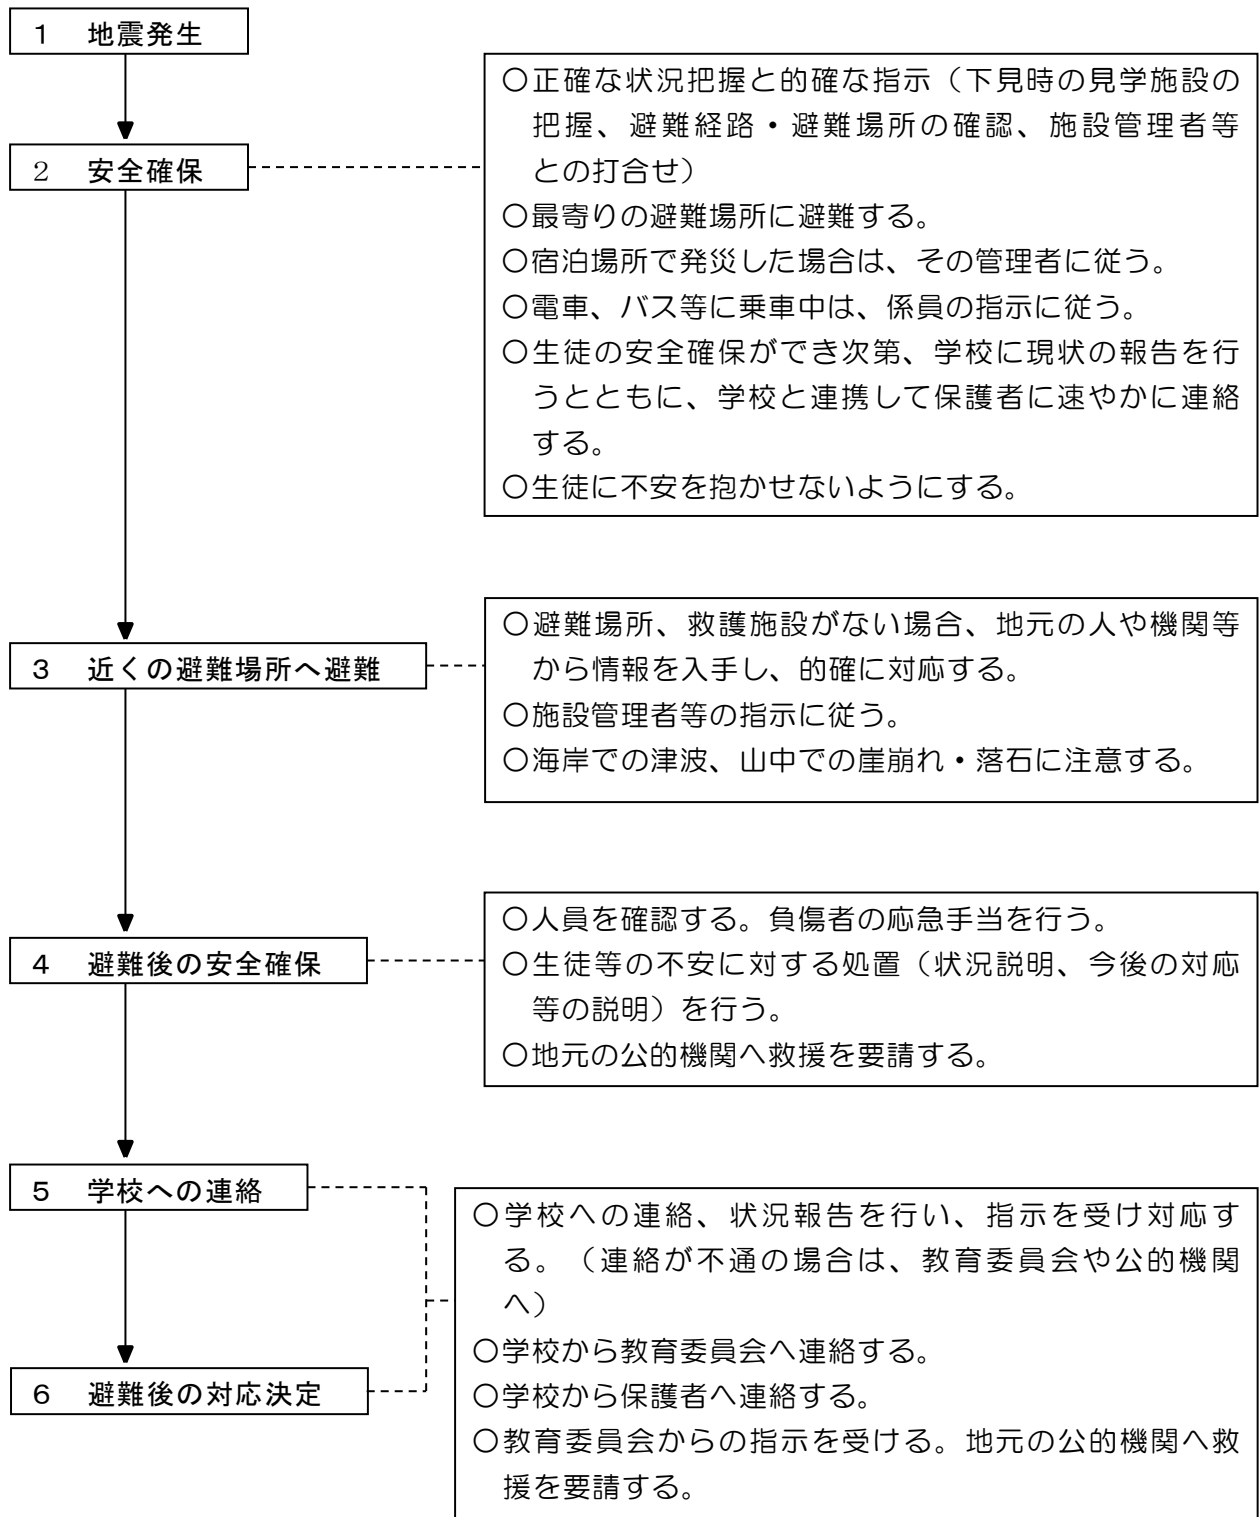 １　地震発生
２　安全確保
〇正確な状況把握と的確な指示（下見時の見学施設の
把握、避難経路・避難場所の確認、施設管理者等
との打合せ）
〇最寄りの避難場所に避難する。
〇宿泊場所で発災した場合は、その管理者に従う。
〇電車、バス等に乗車中は、係員の指示に従う。
〇生徒の安全確保ができ次第、学校に現状の報告を行
うとともに、学校と連携して保護者に速やかに連絡
する。
〇生徒に不安を抱かせないようにする。
３　近くの避難場所へ避難
〇避難場所、救護施設がない場合、地元の人や機関等
から情報を入手し、的確に対応する。
〇施設管理者等の指示に従う。
〇海岸での津波、山中での崖崩れ・落石に注意する。
４　避難後の安全確保
〇人員を確認する。負傷者の応急手当を行う。
〇生徒等の不安に対する処置（状況説明、今後の対応
等の説明）を行う。
〇地元の公的機関へ救援を要請する。
５　学校への連絡
６　避難後の対応決定
〇学校への連絡、状況報告を行い、指示を受け対応す
る。（連絡が不通の場合は、教育委員会や公的機関
へ）
〇学校から教育委員会へ連絡する。
〇学校から保護者へ連絡する。
〇教育委員会からの指示を受ける。地元の公的機関へ救
援を要請する。